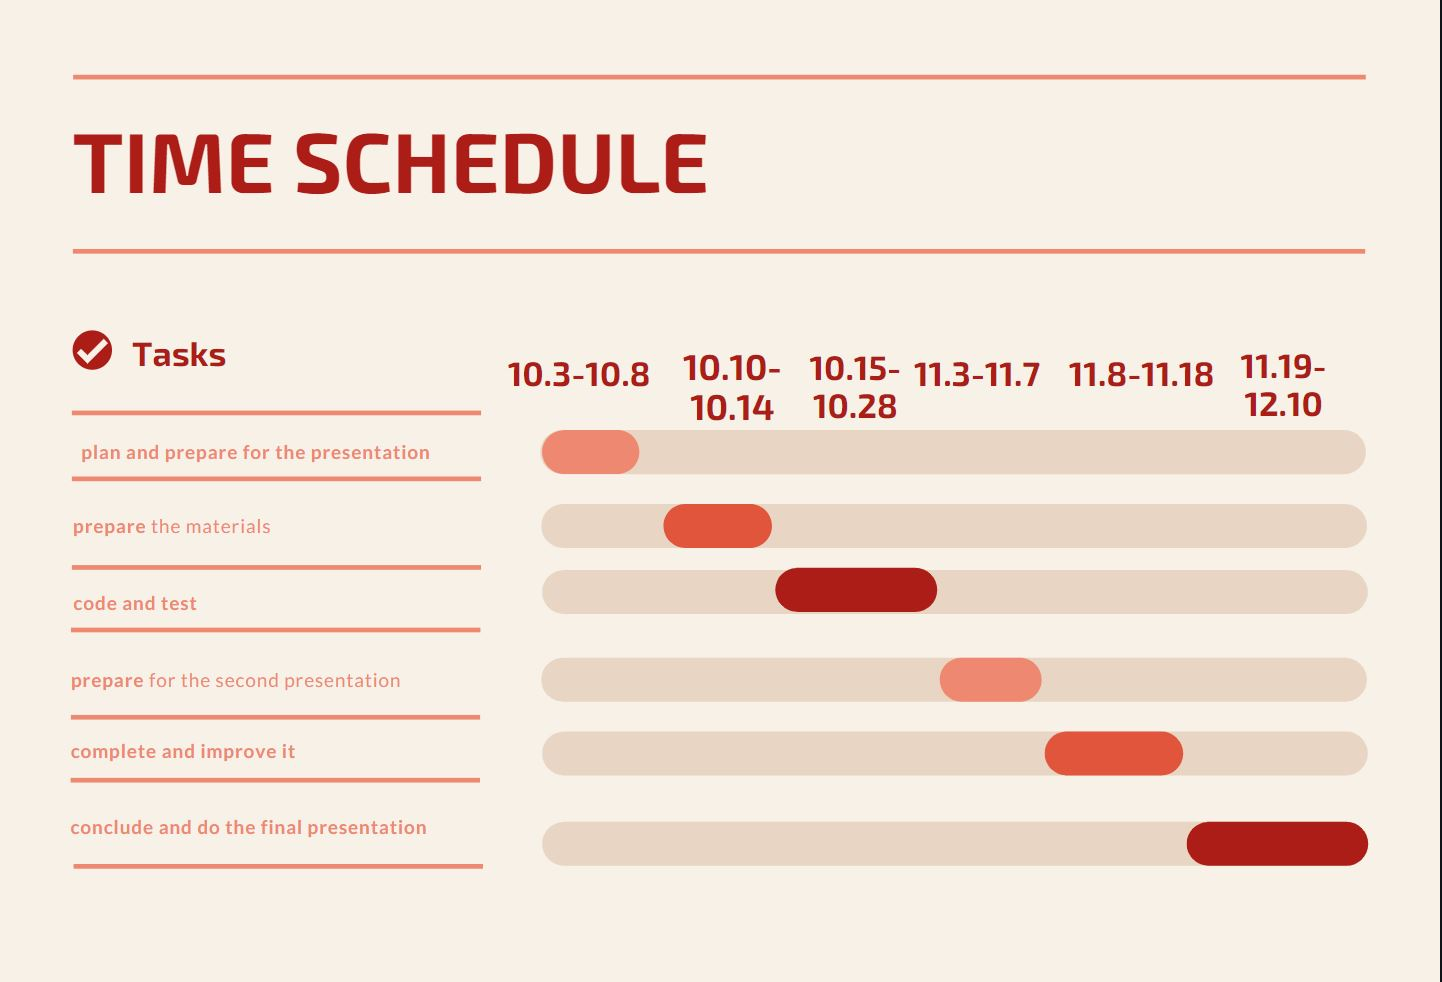 TIME SCHEDULE
Tasks
10.3-10.8
10.10-
10.14
10.15-
10.28
11.3-11.7
11.8-11.18
11.19-
12.10
plan and prepare for the presentation
prepare the materials
code and test
prepare for the second presentation
complete and improve it
conclude and do the final presentation